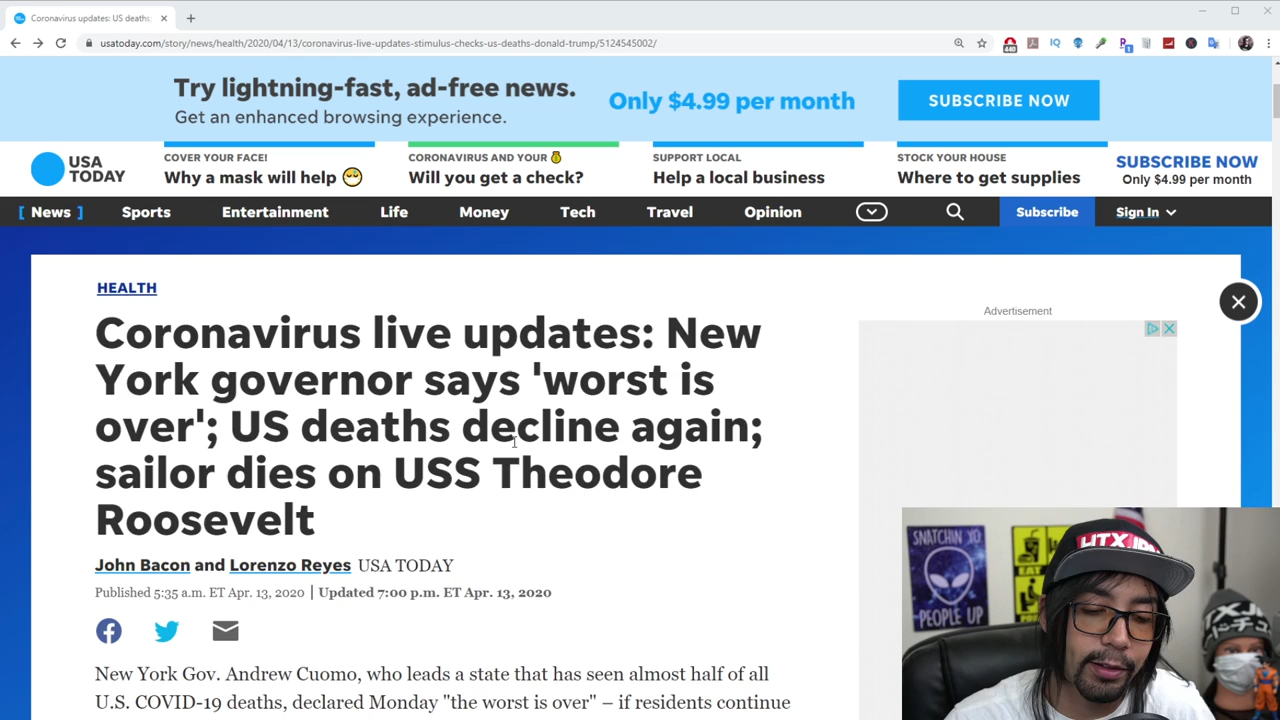 Coronavirus updates: US deaths:
usatoday.com/story/news/health/2020/04/13/coronavirus-live-updates-stimulus-checks-us-deaths-donald-trump/5124545002/
440
IQ
1
Try lightning-fast, ad-free news.
Get an enhanced browsing experience.
Only $4.99 per month
SUBSCRIBE NOW
USA
TODAY
COVER YOUR FACE!
Why a mask will help
CORONAVIRUS AND YOUR
Will you get a check?
SUPPORT LOCAL
Help a local business
STOCK YOUR HOUSE
Where to get supplies
SUBSCRIBE NOW
Only $4.99 per month
[ News ] Sports Entertainment Life Money Tech Travel Opinion Subscribe Sign In
HEALTH
Advertisement
Coronavirus live updates: New
York governor says 'worst is
over'; US deaths decline again;
sailor dies on USS Theodore
Roosevelt
John Bacon and Lorenzo Reyes USA TODAY
Published 5:35 a.m. ET Apr. 13, 2020 | Updated 7:00 p.m. ET Apr. 13, 2020
New York Gov. Andrew Cuomo, who leads a state that has seen almost half of all
U.S. COVID-19 deaths, declared Monday "the worst is over" – if residents continue
SNATCHIN YO
PEOPLE UP
EAT